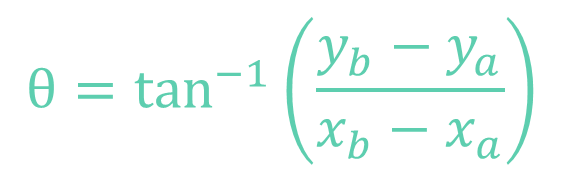 θ = tan⁻¹ ((y_b − y_a)/(x_b − x_a))